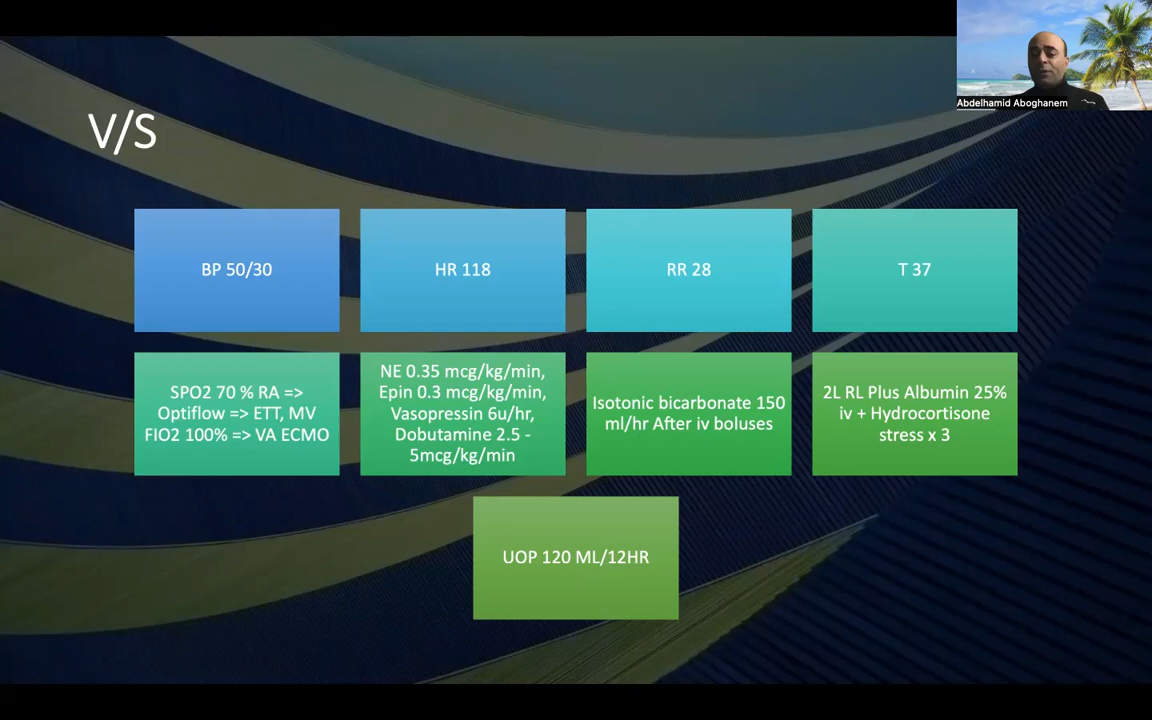 Abdelhamid Aboghanem
V/S
BP 50/30
HR 118
RR 28
T 37
SPO2 70 % RA =>
Optiflow => ETT, MV
FIO2 100% => VA ECMO
NE 0.35 mcg/kg/min,
Epin 0.3 mcg/kg/min,
Vasopressin 6u/hr,
Dobutamine 2.5 -
5mcg/kg/min
Isotonic bicarbonate 150
ml/hr After iv boluses
2L RL Plus Albumin 25%
iv + Hydrocortisone
stress x 3
UOP 120 ML/12HR